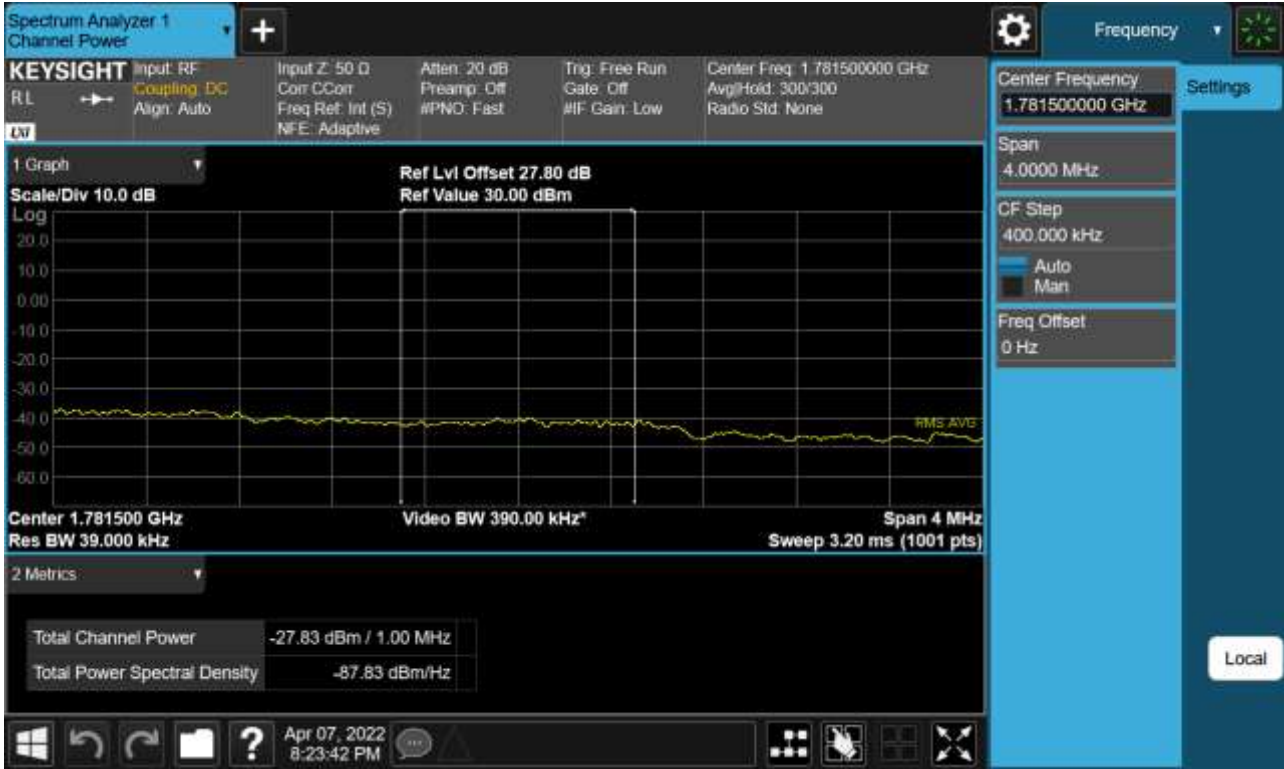 Spectrum Analyzer 1
Channel Power
+
Frequency
KEYSIGHT
RL
LXI
Input: RF
Coupling: DC
Align: Auto
Input Z: 50 Ω
Corr CCorr
Freq Ref: Int (S)
NFE: Adaptive
Atten: 20 dB
Preamp: Off
#PNO: Fast
Trig: Free Run
Gate: Off
#IF Gain: Low
Center Freq: 1.781500000 GHz
Avg|Hold: 300/300
Radio Std: None
Center Frequency
1.781500000 GHz
Settings
Span
4.0000 MHz
CF Step
400.000 kHz
Auto
Man
Freq Offset
0 Hz
Local
1 Graph
Scale/Div 10.0 dB
Ref Lvl Offset 27.80 dB
Ref Value 30.00 dBm
Log
20.0
10.0
0.00
-10.0
-20.0
-30.0
-40.0
-50.0
-60.0
RMS AVG
Center 1.781500 GHz
Video BW 390.00 kHz*
Span 4 MHz
Res BW 39.000 kHz
Sweep 3.20 ms (1001 pts)
2 Metrics
Total Channel Power -27.83 dBm / 1.00 MHz
Total Power Spectral Density -87.83 dBm/Hz
?
Apr 07, 2022
8:23:42 PM